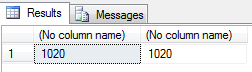 Results Messages
(No column name) (No column name)
1 1020 1020